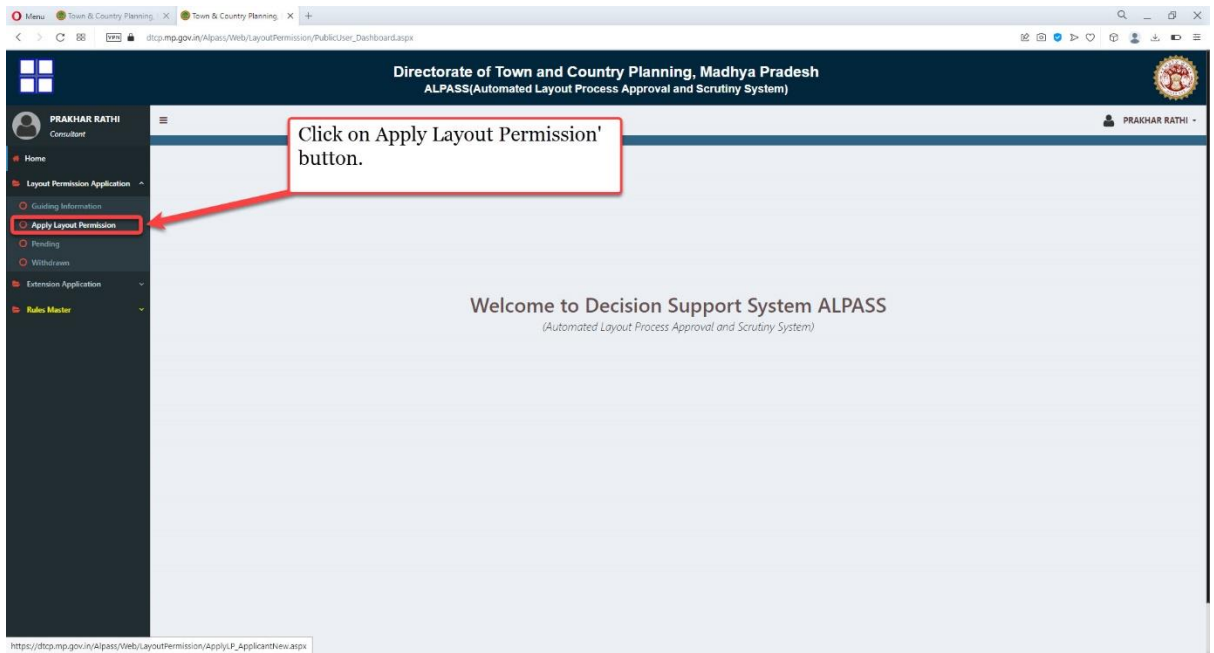 Menu
Town & Country Planning,
Town & Country Planning,
VPN
dtcp.mp.gov.in/Alpass/Web/LayoutPermission/PublicUser_Dashboard.aspx
Directorate of Town and Country Planning, Madhya Pradesh
ALPASS(Automated Layout Process Approval and Scrutiny System)
PRAKHAR RATHI
Consultant
PRAKHAR RATHI
Click on Apply Layout Permission'
button.
Home
Layout Permission Application
Guiding Information
Apply Layout Permission
Pending
Withdrawn
Extension Application
Rules Master
Welcome to Decision Support System ALPASS
(Automated Layout Process Approval and Scrutiny System)
https://dtcp.mp.gov.in/Alpass/Web/LayoutPermission/ApplyLP_ApplicantNew.aspx